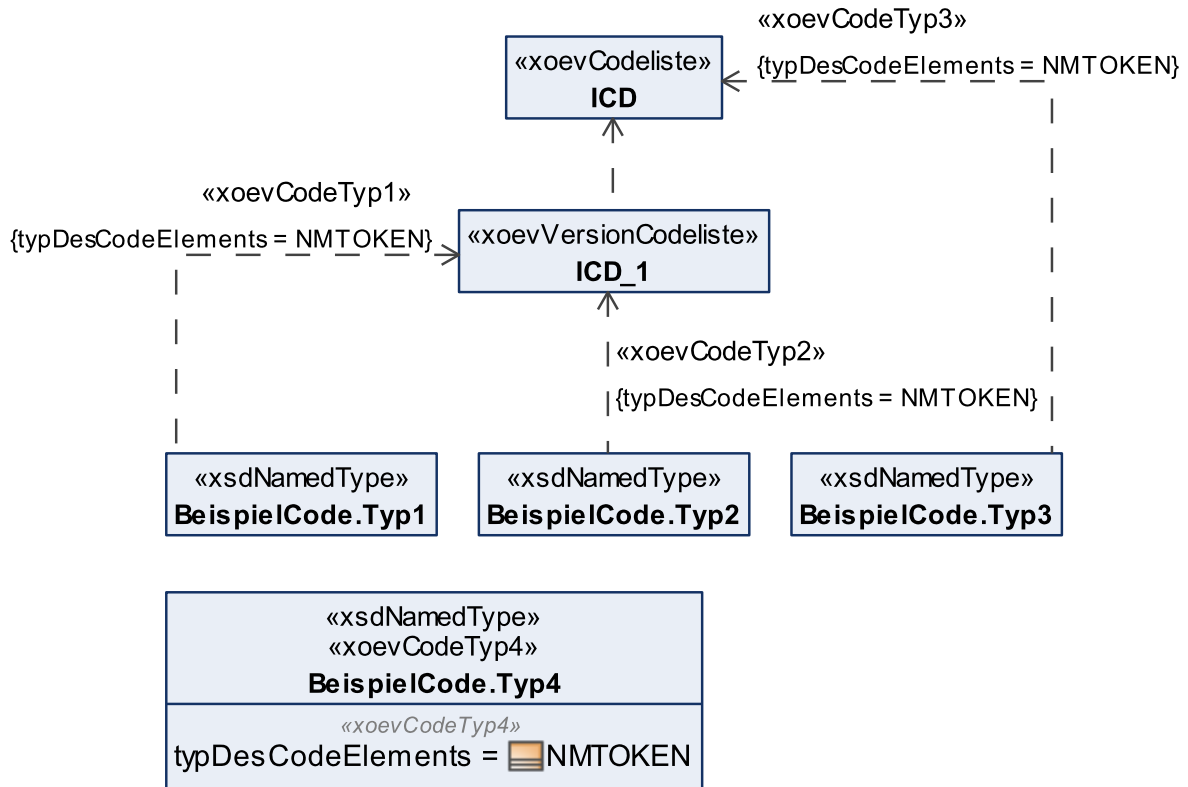 «xoevCodeTyp3»
{typDesCodeElements = NMTOKEN}
«xoevCodeliste»
ICD
«xoevCodeTyp1»
{typDesCodeElements = NMTOKEN}
«xoevVersionCodeliste»
ICD_1
«xoevCodeTyp2»
{typDesCodeElements = NMTOKEN}
«xsdNamedType»
BeispielCode.Typ1
«xsdNamedType»
BeispielCode.Typ2
«xsdNamedType»
BeispielCode.Typ3
«xsdNamedType»
«xoevCodeTyp4»
BeispielCode.Typ4
«xoevCodeTyp4»
typDesCodeElements = NMTOKEN